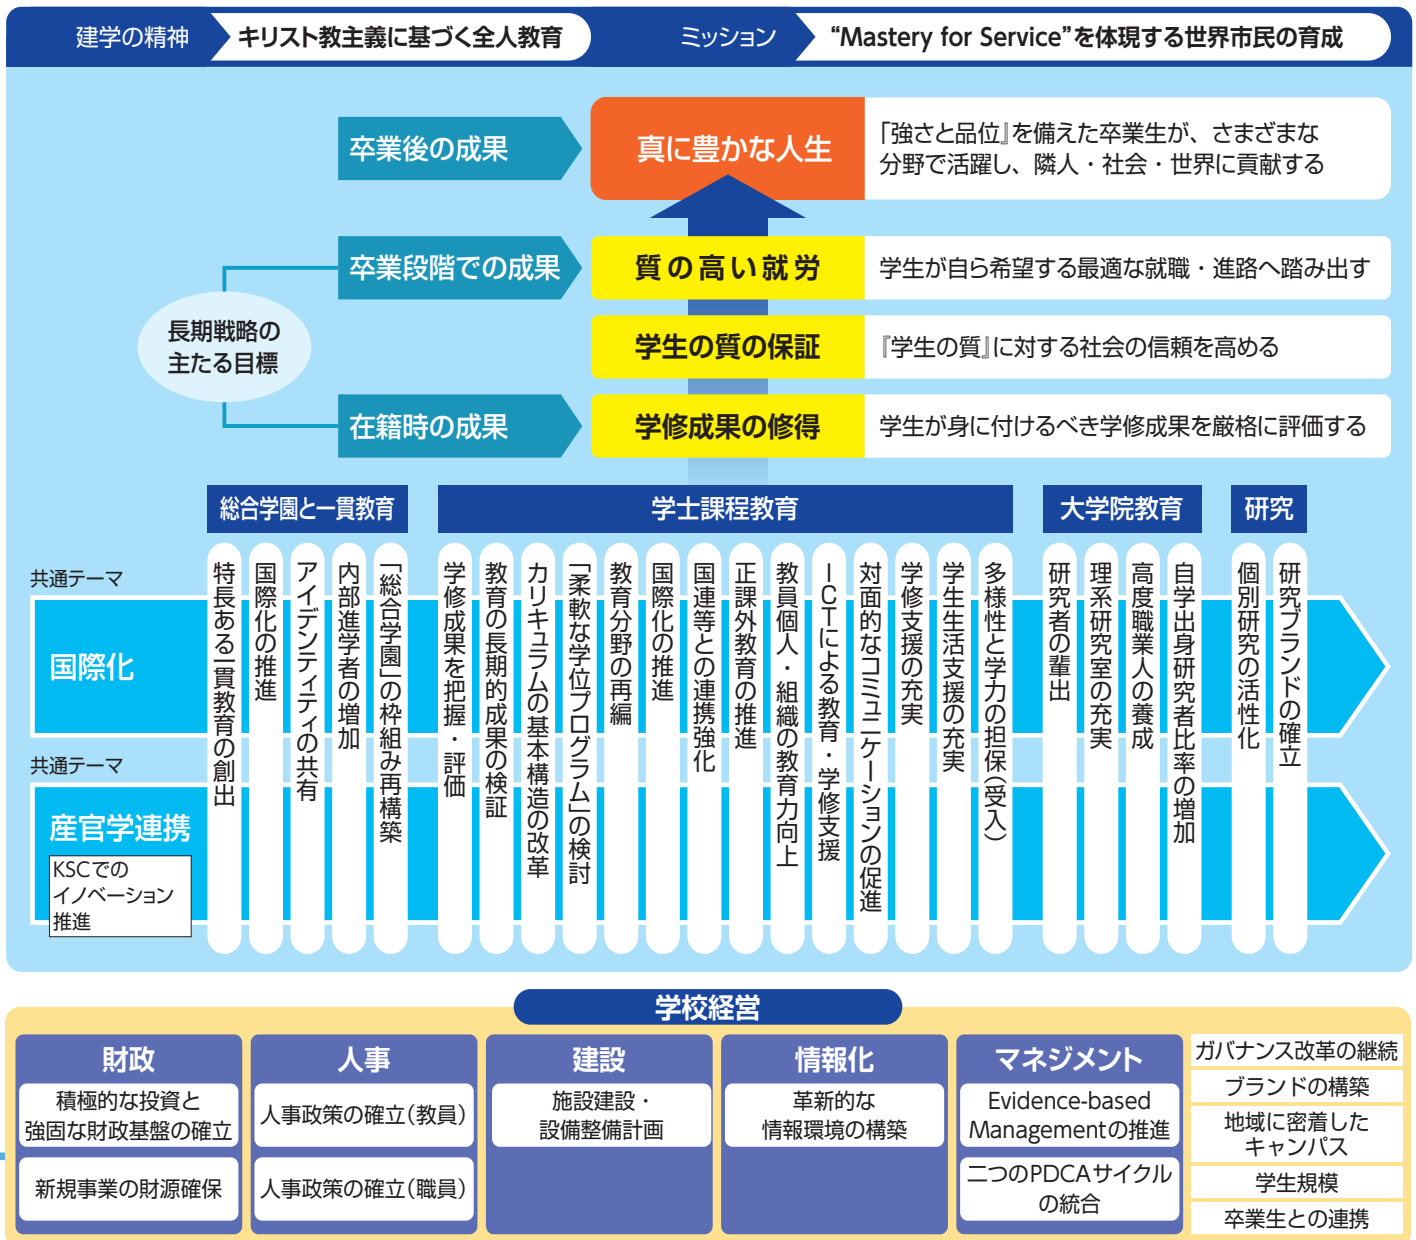 建学の精神
キリスト教主義に基づく全人教育
ミッション
“Mastery for Service”を体現する世界市民の育成
卒業後の成果
真に豊かな人生
「強さと品位』を備えた卒業生が、さまざまな
分野で活躍し、隣人・社会・世界に貢献する
卒業段階での成果
質の高い就労
学生が自ら希望する最適な就職・進路へ踏み出す
長期戦略の
主たる目標
学生の質の保証
『学生の質』に対する社会の信頼を高める
在籍時の成果
学修成果の修得
学生が身に付けるべき学修成果を厳格に評価する
総合学園と一貫教育
学士課程教育
大学院教育
研究
共通テーマ
国際化
共通テーマ
産官学連携
KSCでの
イノベーション
推進
特長ある一貫教育の創出
国際化の推進
アイデンティティの共有
内部進学者の増加
「総合学園」の枠組み再構築
学修成果を把握・評価
教育の長期的成果の検証
カリキュラムの基本構造の改革
「柔軟な学位プログラム」の検討
教育分野の再編
国際化の推進
国連等との連携強化
正課外教育の推進
教員個人・組織の教育力向上
ICTによる教育・学修支援
対面的なコミュニケーションの促進
学修支援の充実
学生生活支援の充実
多様性と学力の担保(受入)
研究者の輩出
理系研究室の充実
高度職業人の養成
自学出身研究者比率の増加
個別研究の活性化
研究ブランドの確立
学校経営
財政
積極的な投資と
強固な財政基盤の確立
新規事業の財源確保
人事
人事政策の確立(教員)
人事政策の確立(職員)
建設
施設建設・
設備整備計画
情報化
革新的な
情報環境の構築
マネジメント
Evidence-based
Managementの推進
二つのPDCAサイクル
の統合
ガバナンス改革の継続
ブランドの構築
地域に密着した
キャンパス
学生規模
卒業生との連携